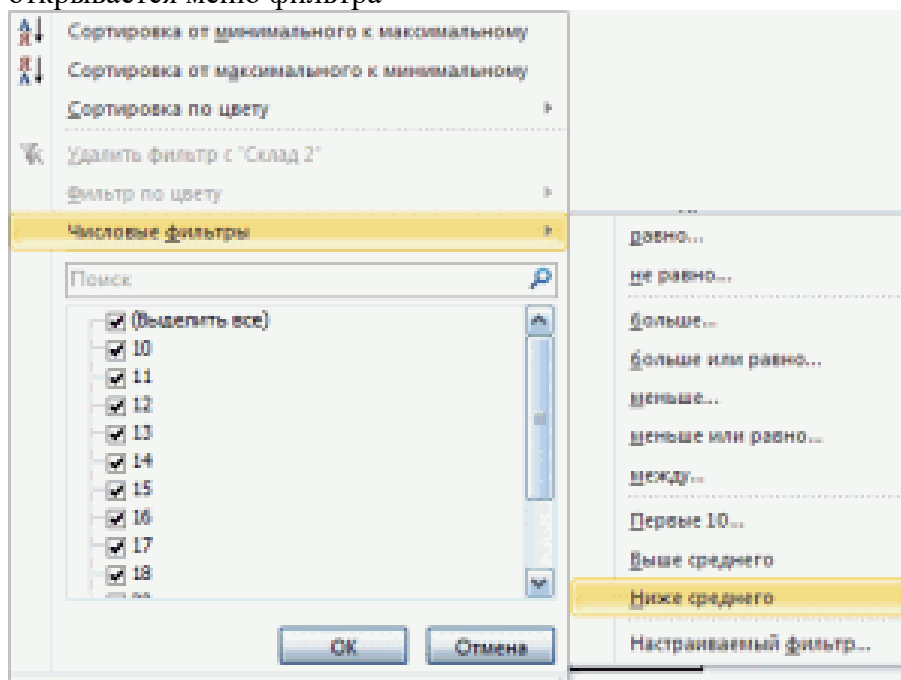 открывается меню фильтра
Сортировка от минимального к максимальному
Сортировка от максимального к минимальному
Сортировка по цвету
Удалить фильтр с "Склад 2"
Фильтр по цвету
Числовые фильтры
Поиск
(Выделить все)
10
11
12
13
14
15
16
17
18
ОК
Отмена
равно...
не равно...
больше...
больше или равно...
меньше...
меньше или равно...
между...
Первые 10...
Выше среднего
Ниже среднего
Настраиваемый фильтр...